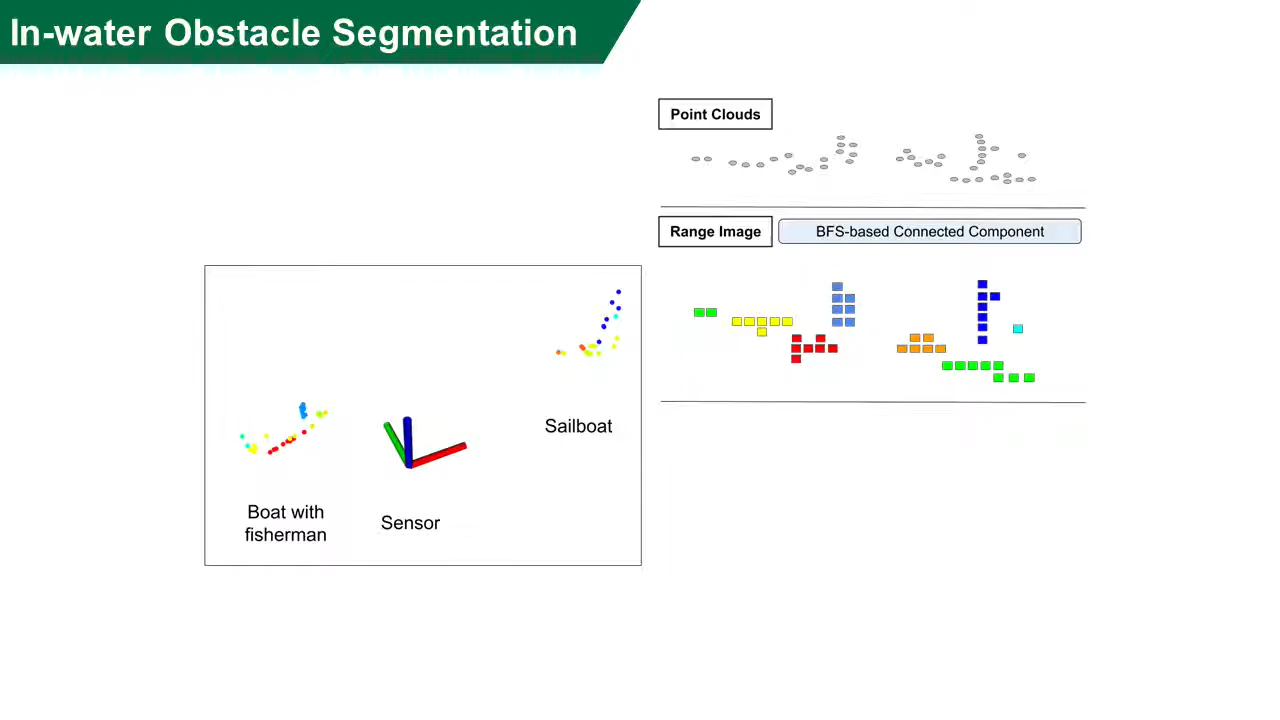 In-water Obstacle Segmentation
Point Clouds
Range Image
BFS-based Connected Component
Sailboat
Boat with
fisherman
Sensor